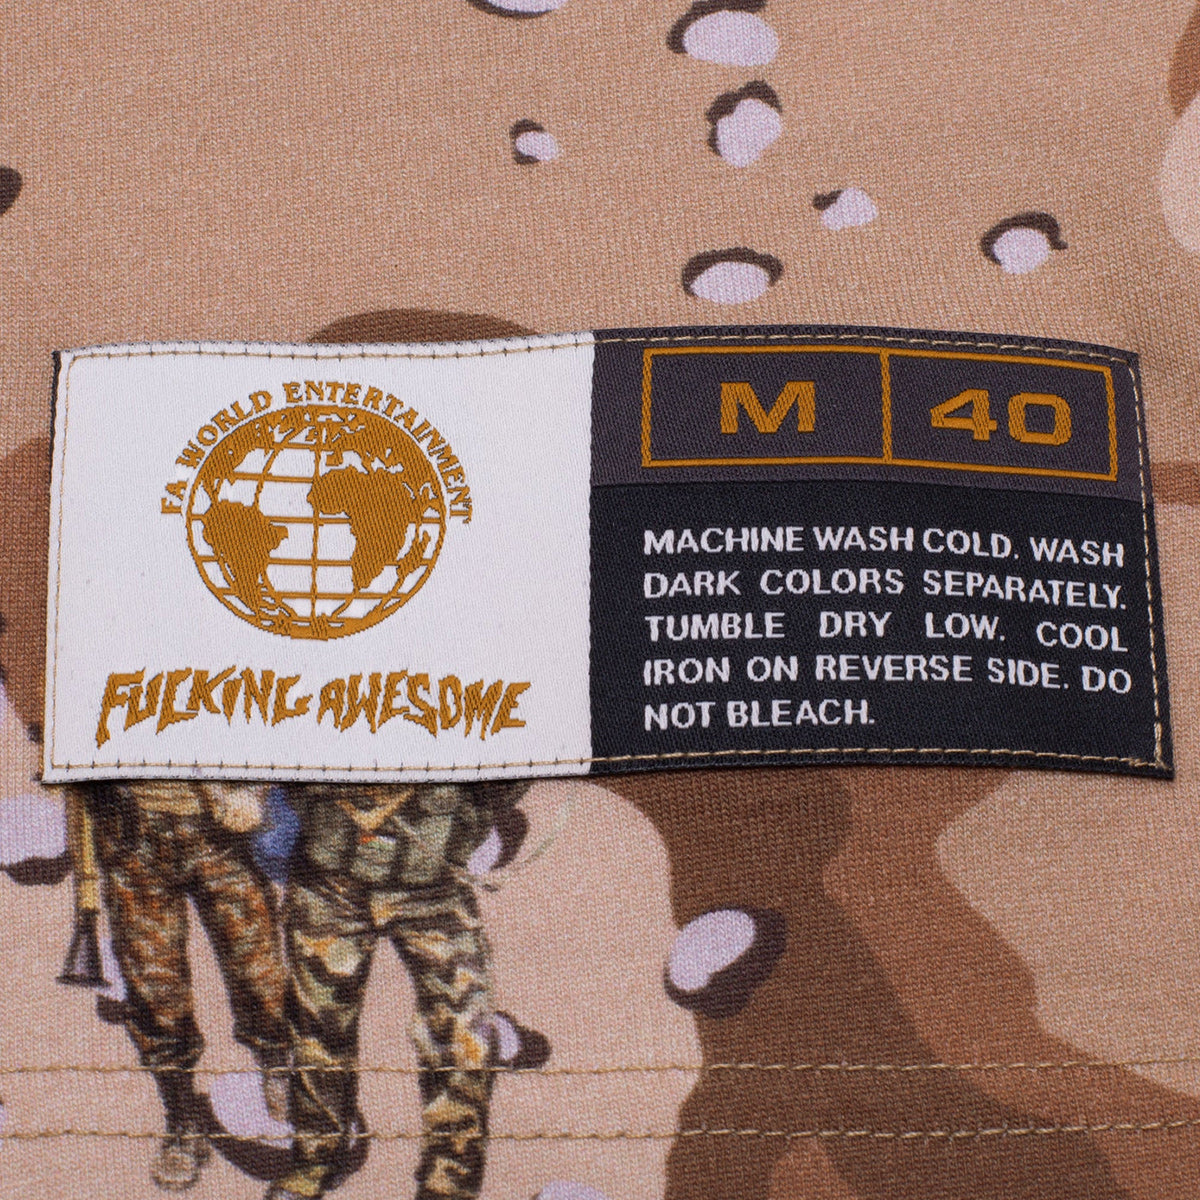 FA WORLD ENTERTAINMENT
FUCKING AWESOME
M 40
MACHINE WASH COLD. WASH
DARK COLORS SEPARATELY.
TUMBLE DRY LOW. COOL
IRON ON REVERSE SIDE. DO
NOT BLEACH.